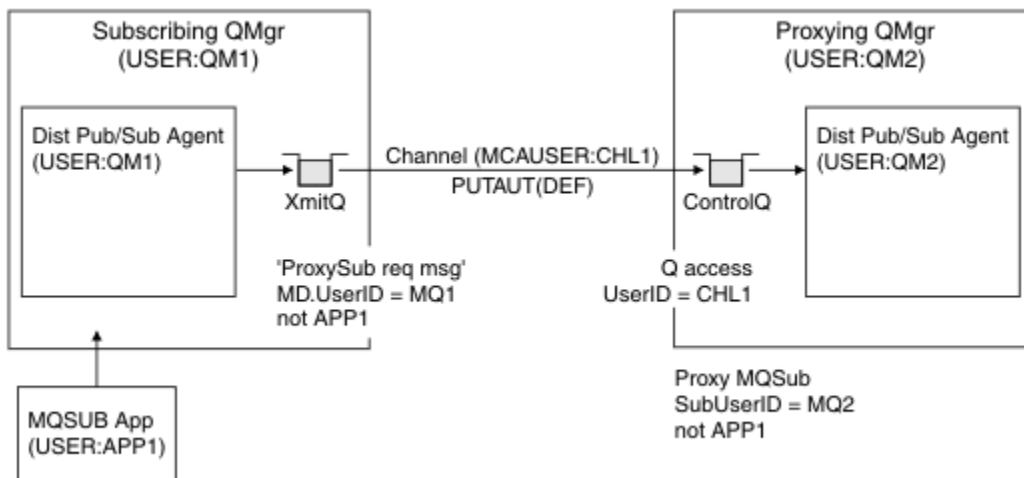 Subscribing QMgr
(USER:QM1)
Proxying QMgr
(USER:QM2)
Dist Pub/Sub Agent
(USER:QM1)
Channel (MCAUSER:CHL1)
PUTAUT(DEF)
XmitQ
ControlQ
Dist Pub/Sub Agent
(USER:QM2)
'ProxySub req msg'
MD.UserID = MQ1
not APP1
Q access
UserID = CHL1
Proxy MQSub
SubUserID = MQ2
not APP1
MQSUB App
(USER:APP1)